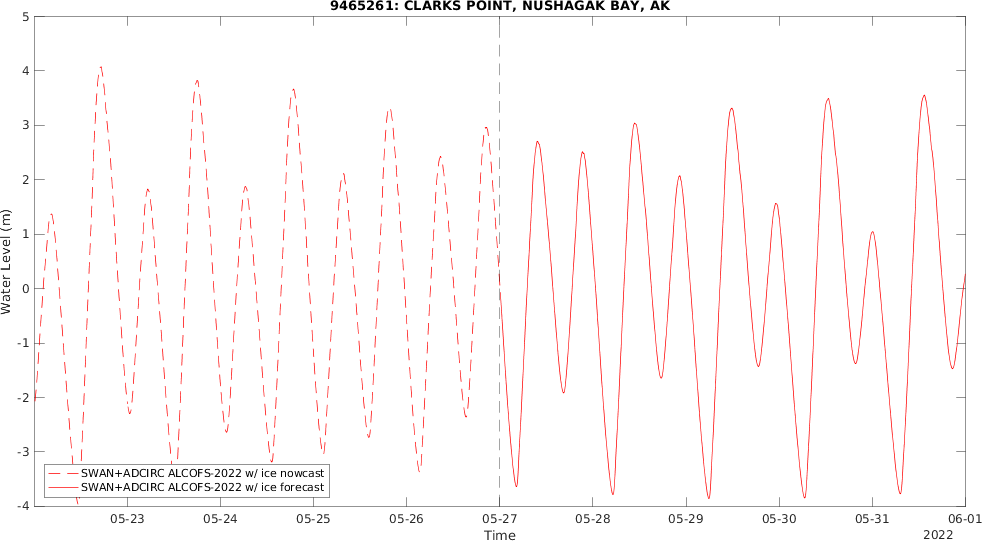 9465261: CLARKS POINT, NUSHAGAK BAY, AK
5
4
3
2
1
0
-1
-2
-3
-4
Water Level (m)
SWAN+ADCIRC ALCOFS-2022 w/ ice nowcast
SWAN+ADCIRC ALCOFS-2022 w/ ice forecast
05-23 05-24 05-25 05-26 05-27 05-28 05-29 05-30 05-31 06-01
Time
2022